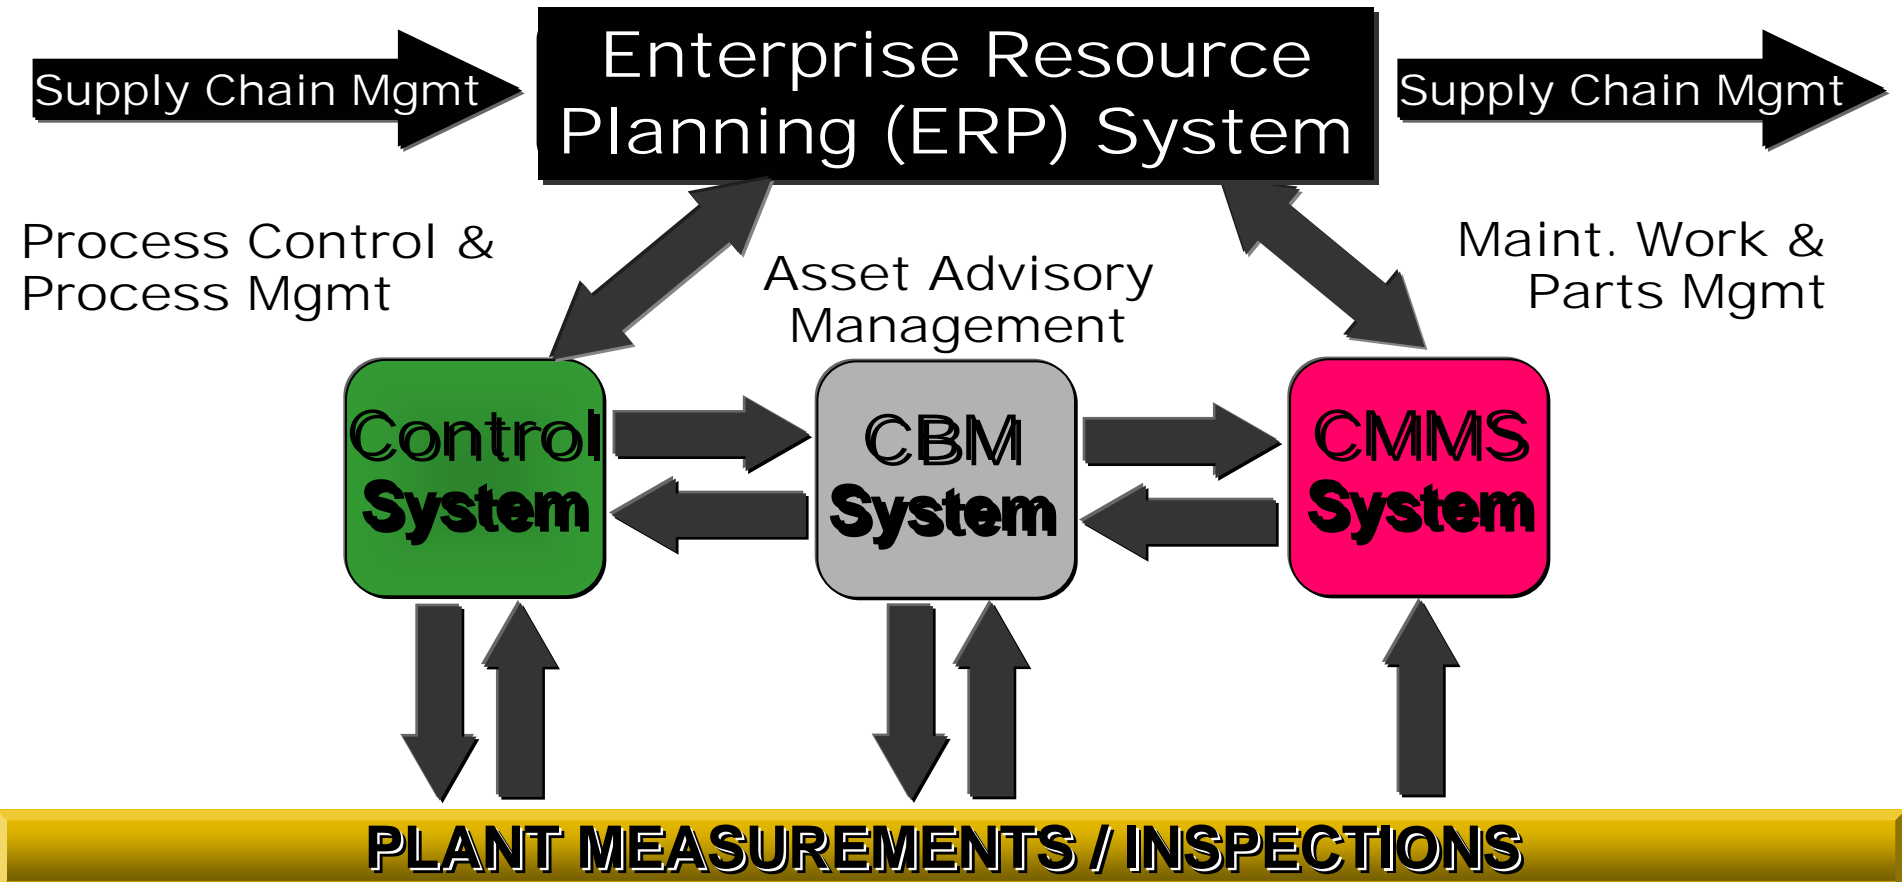 Supply Chain Mgmt
Enterprise Resource
Planning (ERP) System
Supply Chain Mgmt
Process Control &
Process Mgmt
Asset Advisory
Management
Maint. Work &
Parts Mgmt
Control
System
CBM
System
CMMS
System
PLANT MEASUREMENTS / INSPECTIONS